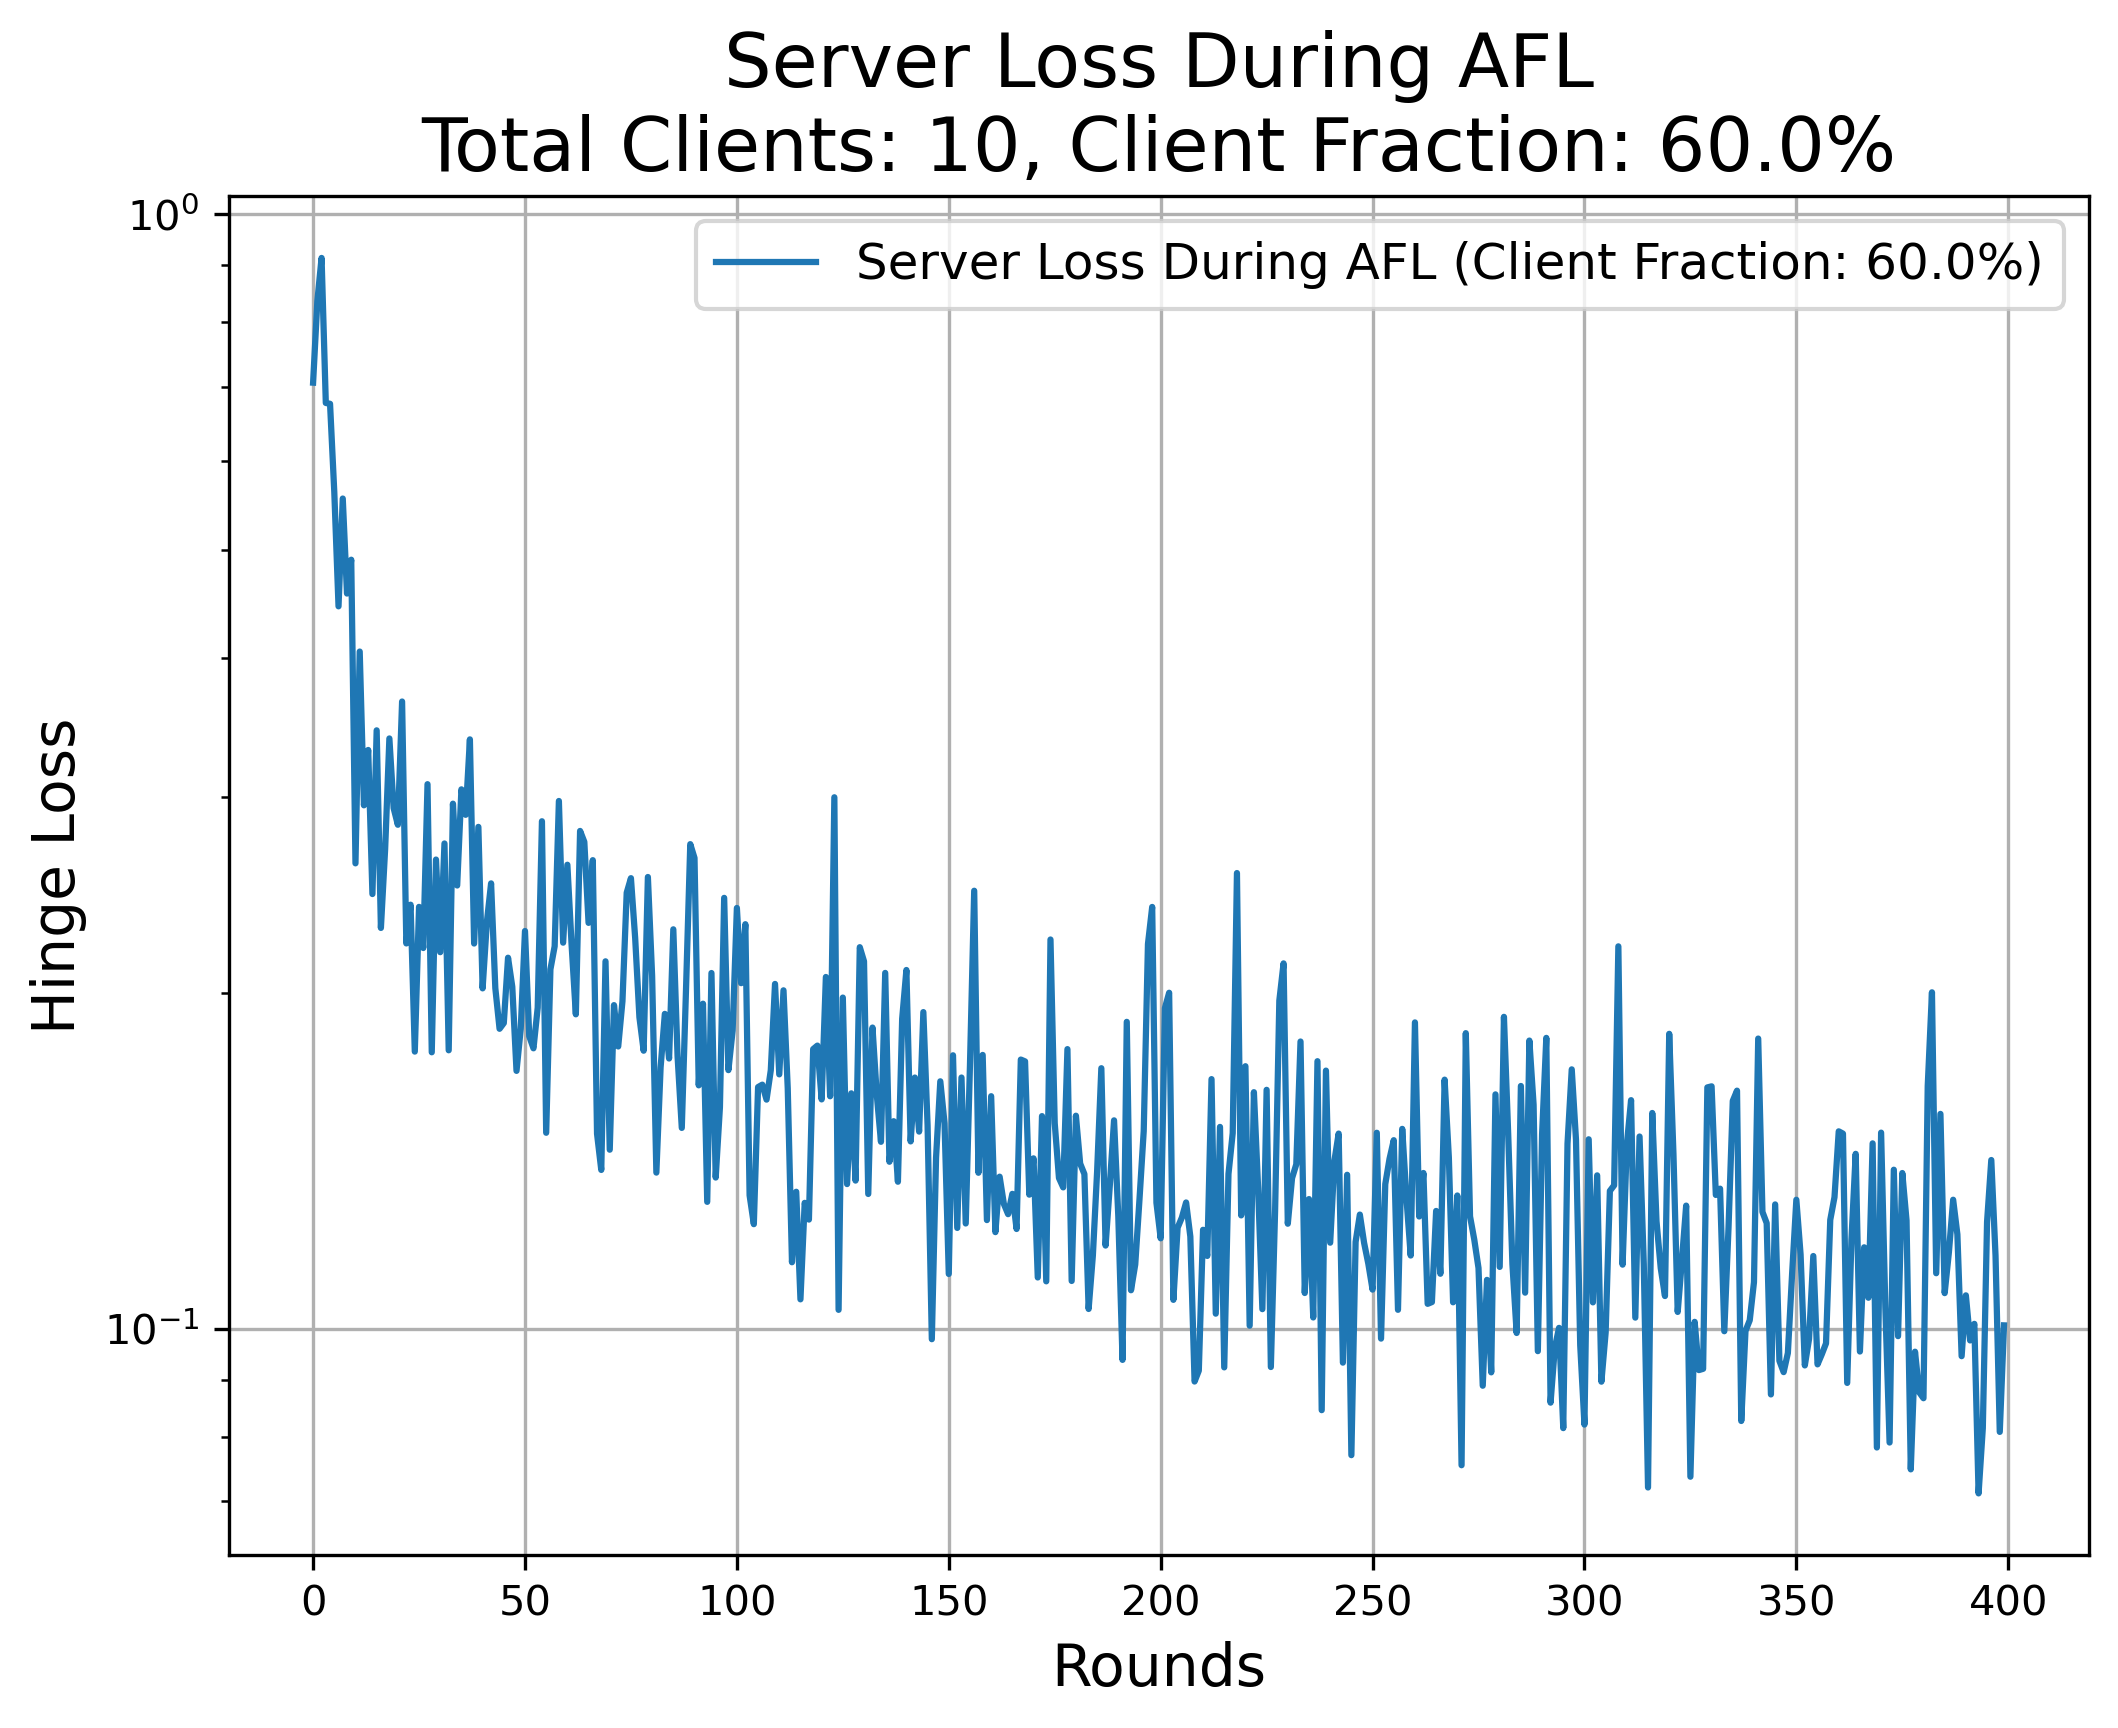 Server Loss During AFL
Total Clients: 10, Client Fraction: 60.0%
Server Loss During AFL (Client Fraction: 60.0%)
Hinge Loss
10⁰
10⁻¹
0 50 100 150 200 250 300 350 400
Rounds